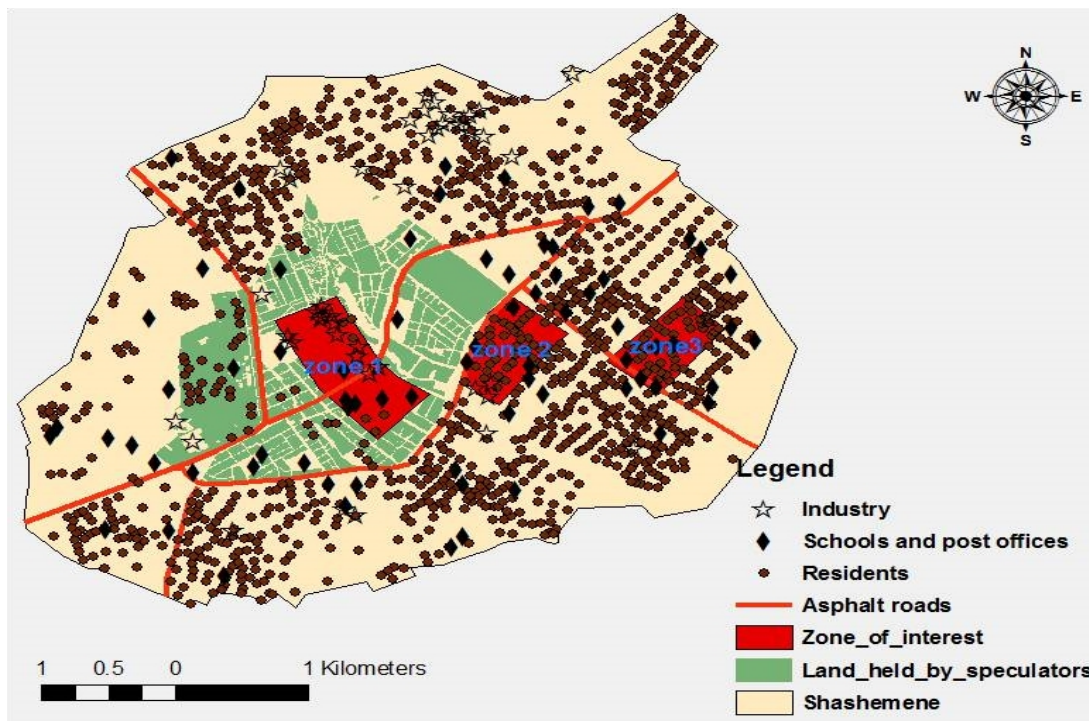 N
W E
S
zone 1
zone 2
zone3
Legend
Industry
Schools and post offices
Residents
Asphalt roads
Zone_of_interest
Land_held_by_speculators
Shashemene
1 0.5 0 1 Kilometers